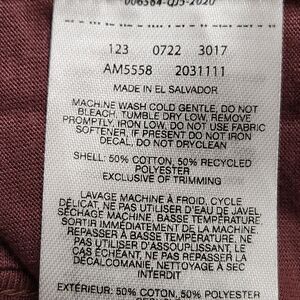 006384-QJ5-2020
123 0722 3017
AM5558 2031111
MADE IN EL SALVADOR
MACHINE WASH COLD GENTLE, DO NOT
BLEACH, TUMBLE DRY LOW, REMOVE
PROMPTLY, IRON LOW, DO NOT USE FABRIC
SOFTENER, IF PRESENT DO NOT IRON
DECAL, DO NOT DRYCLEAN
SHELL: 50% COTTON, 50% RECYCLED
POLYESTER
EXCLUSIVE OF TRIMMING
LAVAGE MACHINE À FROID, CYCLE
DÉLICAT, NE PAS UTILISER D'EAU DE JAVEL,
SÉCHAGE MACHINE, BASSE TEMPÉRATURE,
SORTIR IMMÉDIATEMENT DE LA MACHINE,
REPASSER À BASSE TEMPÉRATURE, NE
PAS UTILISER D'ASSOUPLISSANT, LE
CAS ÉCHÉANT, NE PAS REPASSER LA
DÉCALCOMANIE, NETTOYAGE À SEC
INTERDIT
EXTÉRIEUR: 50% COTON, 50% POLYESTER